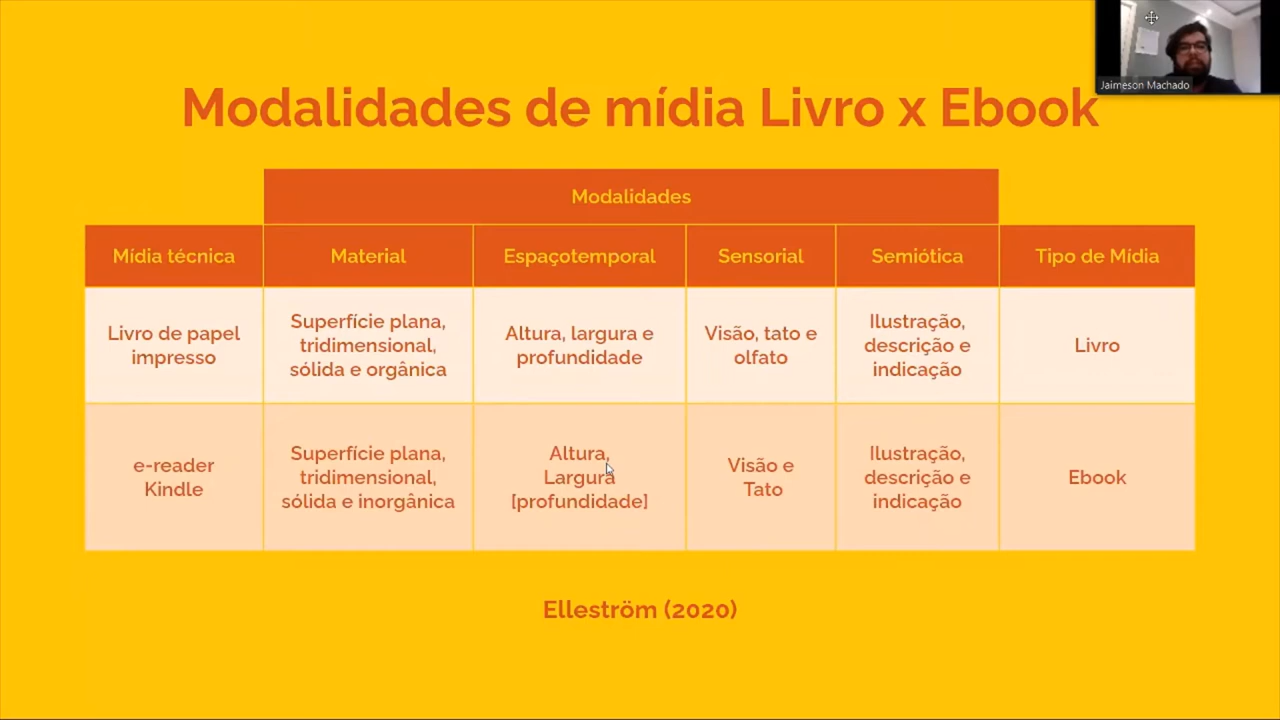 Jaimeson Machado
Modalidades de mídia Livro x Ebook
Modalidades
Mídia técnica
Material
Espaçotemporal
Sensorial
Semiótica
Tipo de Mídia
Livro de papel
impresso
Superfície plana,
tridimensional,
sólida e orgânica
Altura, largura e
profundidade
Visão, tato e
olfato
Ilustração,
descrição e
indicação
Livro
e-reader
Kindle
Superfície plana,
tridimensional,
sólida e inorgânica
Altura,
Largura
[profundidade]
Visão e
Tato
Ilustração,
descrição e
indicação
Ebook
Elleström (2020)